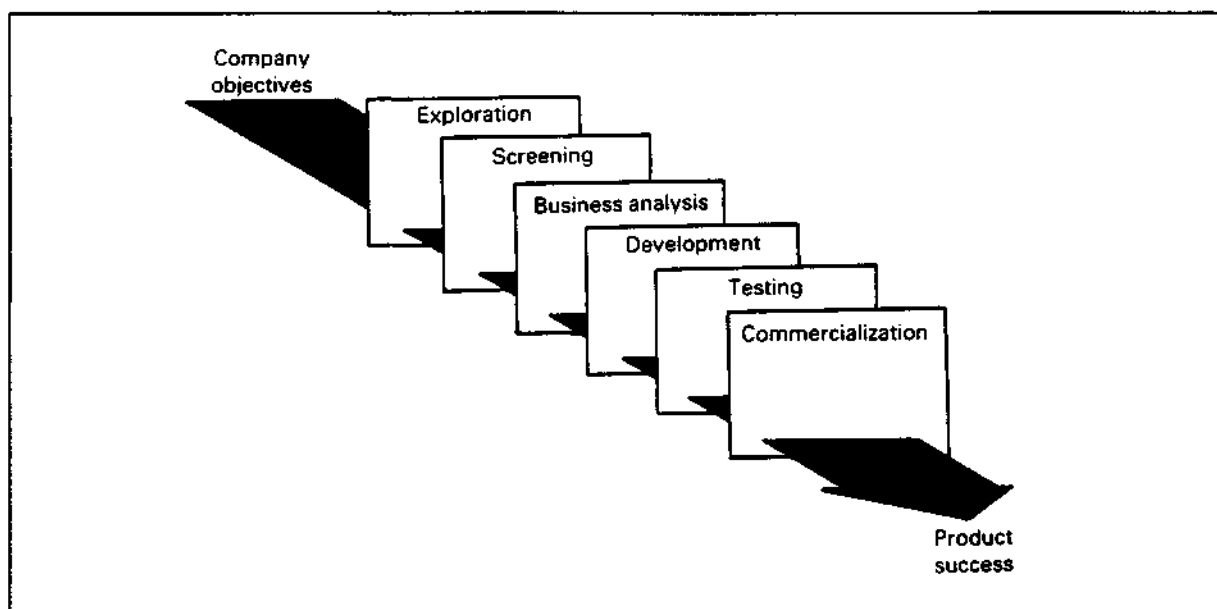 Company
objectives
Exploration
Screening
Business analysis
Development
Testing
Commercialization
Product
success